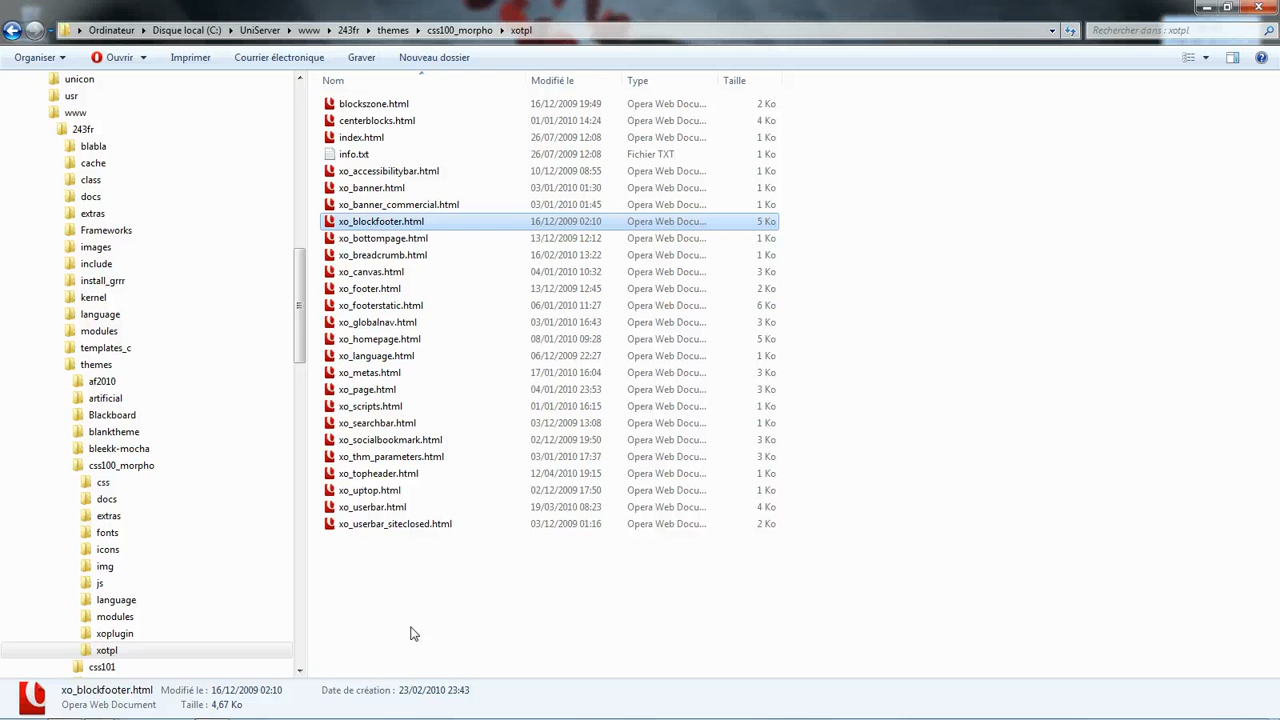 Ordinateur Disque local (C:) UniServer www 243fr themes css100_morpho xotpl
Rechercher dans : xotpl
Organiser Ouvrir Imprimer Courrier électronique Graver Nouveau dossier
unicon
usr
www
243fr
blabla
cache
class
docs
extras
Frameworks
images
include
install_grrr
kernel
language
modules
templates_c
themes
af2010
artificial
Blackboard
blanktheme
bleekk-mocha
css100_morpho
css
docs
extras
fonts
icons
img
js
language
modules
xoplugin
xotpl
css101
Nom Modifié le Type Taille
blockszone.html 16/12/2009 19:49 Opera Web Docu... 2 Ko
centerblocks.html 01/01/2010 14:24 Opera Web Docu... 4 Ko
index.html 26/07/2009 12:08 Opera Web Docu... 1 Ko
info.txt 26/07/2009 12:08 Fichier TXT 1 Ko
xo_accessibilitybar.html 10/12/2009 08:55 Opera Web Docu... 1 Ko
xo_banner.html 03/01/2010 01:30 Opera Web Docu... 1 Ko
xo_banner_commercial.html 03/01/2010 01:45 Opera Web Docu... 1 Ko
xo_blockfooter.html 16/12/2009 02:10 Opera Web Docu... 5 Ko
xo_bottompage.html 13/12/2009 12:12 Opera Web Docu... 1 Ko
xo_breadcrumb.html 16/02/2010 13:22 Opera Web Docu... 1 Ko
xo_canvas.html 04/01/2010 10:32 Opera Web Docu... 3 Ko
xo_footer.html 13/12/2009 12:45 Opera Web Docu... 2 Ko
xo_footerstatic.html 06/01/2010 11:27 Opera Web Docu... 6 Ko
xo_globalnav.html 03/01/2010 16:43 Opera Web Docu... 3 Ko
xo_homepage.html 08/01/2010 09:28 Opera Web Docu... 5 Ko
xo_language.html 06/12/2009 22:27 Opera Web Docu... 1 Ko
xo_metas.html 17/01/2010 16:04 Opera Web Docu... 3 Ko
xo_page.html 04/01/2010 23:53 Opera Web Docu... 3 Ko
xo_scripts.html 01/01/2010 16:15 Opera Web Docu... 1 Ko
xo_searchbar.html 03/12/2009 13:08 Opera Web Docu... 1 Ko
xo_socialbookmark.html 02/12/2009 19:50 Opera Web Docu... 3 Ko
xo_thm_parameters.html 03/01/2010 17:37 Opera Web Docu... 3 Ko
xo_topheader.html 12/04/2010 19:15 Opera Web Docu... 1 Ko
xo_uptop.html 02/12/2009 17:50 Opera Web Docu... 1 Ko
xo_userbar.html 19/03/2010 08:23 Opera Web Docu... 4 Ko
xo_userbar_siteclosed.html 03/12/2009 01:16 Opera Web Docu... 2 Ko
xo_blockfooter.html Modifié le : 16/12/2009 02:10 Date de création : 23/02/2010 23:43
Opera Web Document Taille : 4,67 Ko